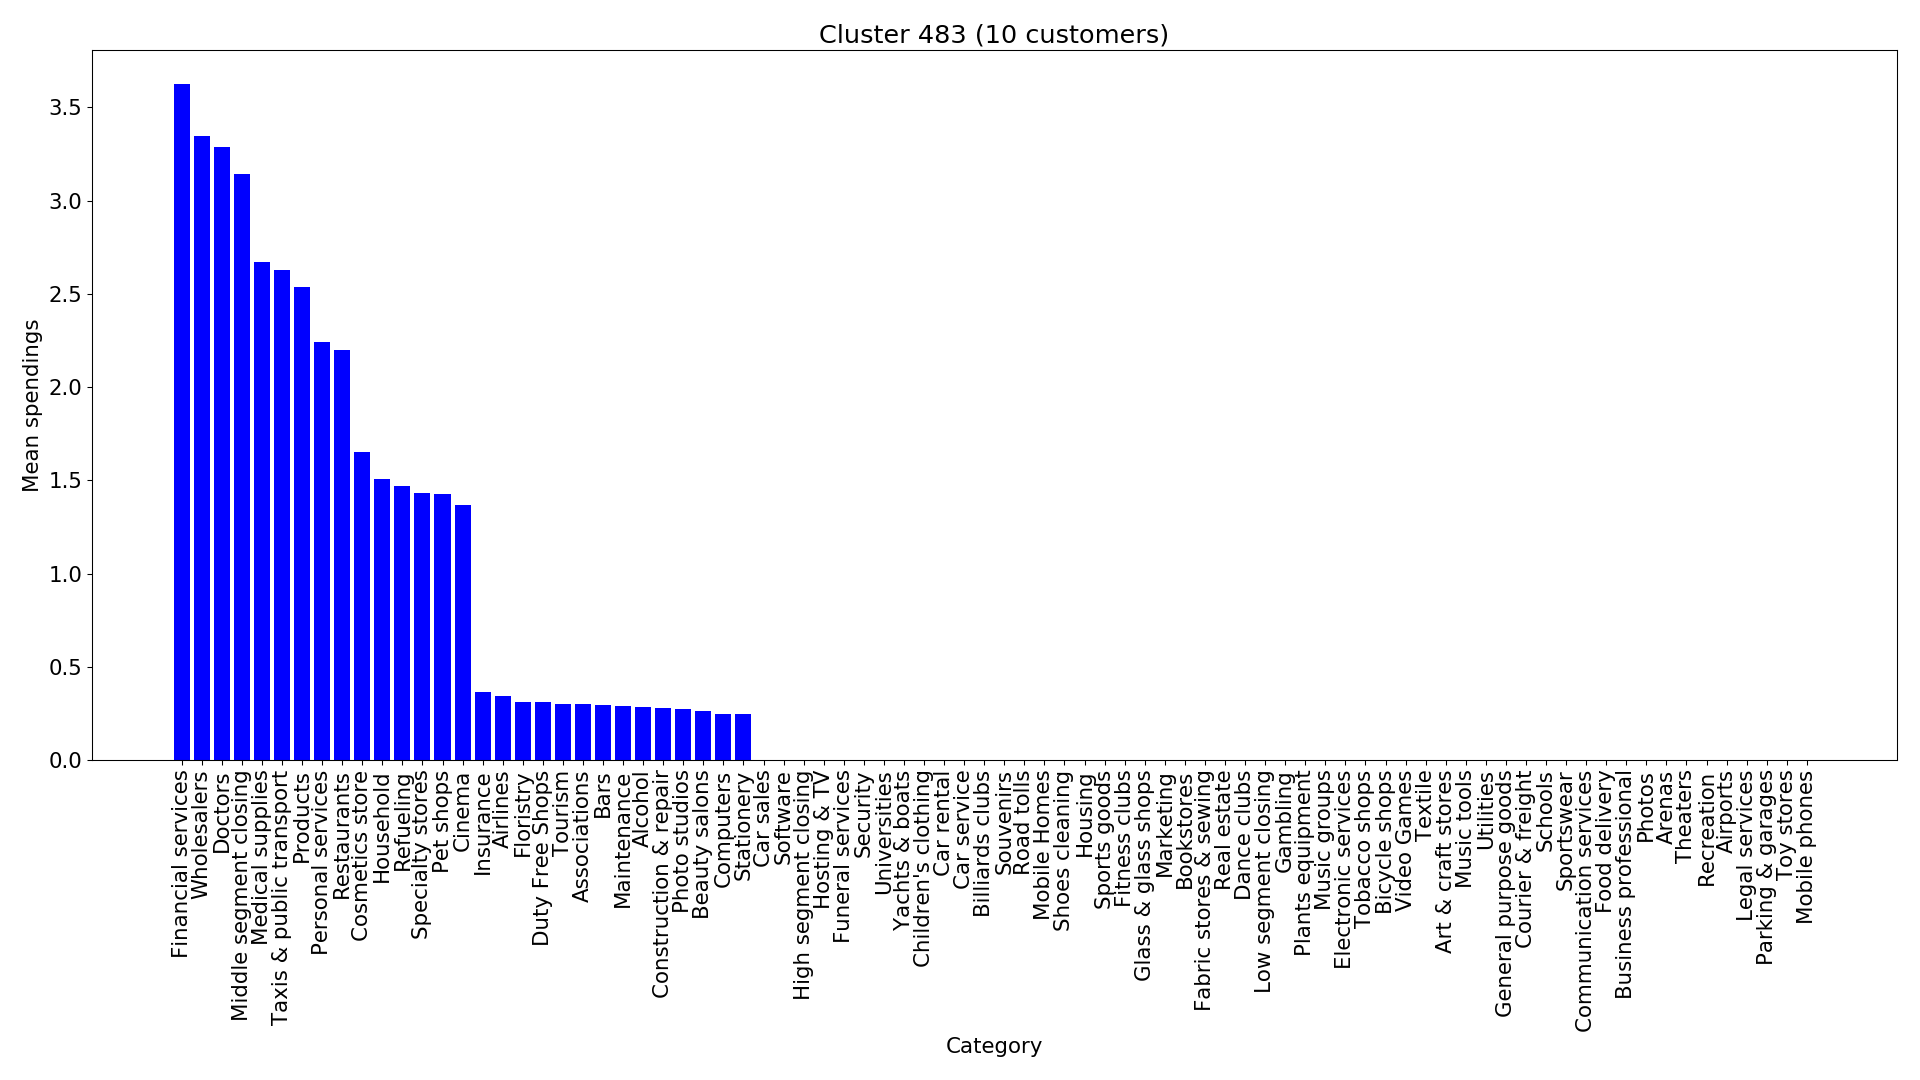 Cluster 483 (10 customers)
3.5
3.0
2.5
2.0
1.5
1.0
0.5
0.0
Mean spendings
Financial services
Wholesalers
Doctors
Middle segment closing
Medical supplies
Taxis & public transport
Products
Personal services
Restaurants
Cosmetics store
Household
Refueling
Specialty stores
Pet shops
Cinema
Insurance
Airlines
Floristry
Duty Free Shops
Tourism
Associations
Bars
Maintenance
Alcohol
Construction & repair
Photo studios
Beauty salons
Computers
Stationery
Car sales
Software
High segment closing
Hosting & TV
Funeral services
Security
Universities
Yachts & boats
Children's clothing
Car rental
Car service
Billiards clubs
Souvenirs
Road tolls
Mobile Homes
Shoes cleaning
Housing
Sports goods
Fitness clubs
Glass & glass shops
Marketing
Bookstores
Fabric stores & sewing
Real estate
Dance clubs
Low segment closing
Gambling
Plants equipment
Music groups
Electronic services
Tobacco shops
Bicycle shops
Video Games
Textile
Art & craft stores
Music tools
Utilities
General purpose goods
Courier & freight
Schools
Sportswear
Communication services
Food delivery
Business professional
Photos
Arenas
Theaters
Recreation
Airports
Legal services
Parking & garages
Toy stores
Mobile phones
Category